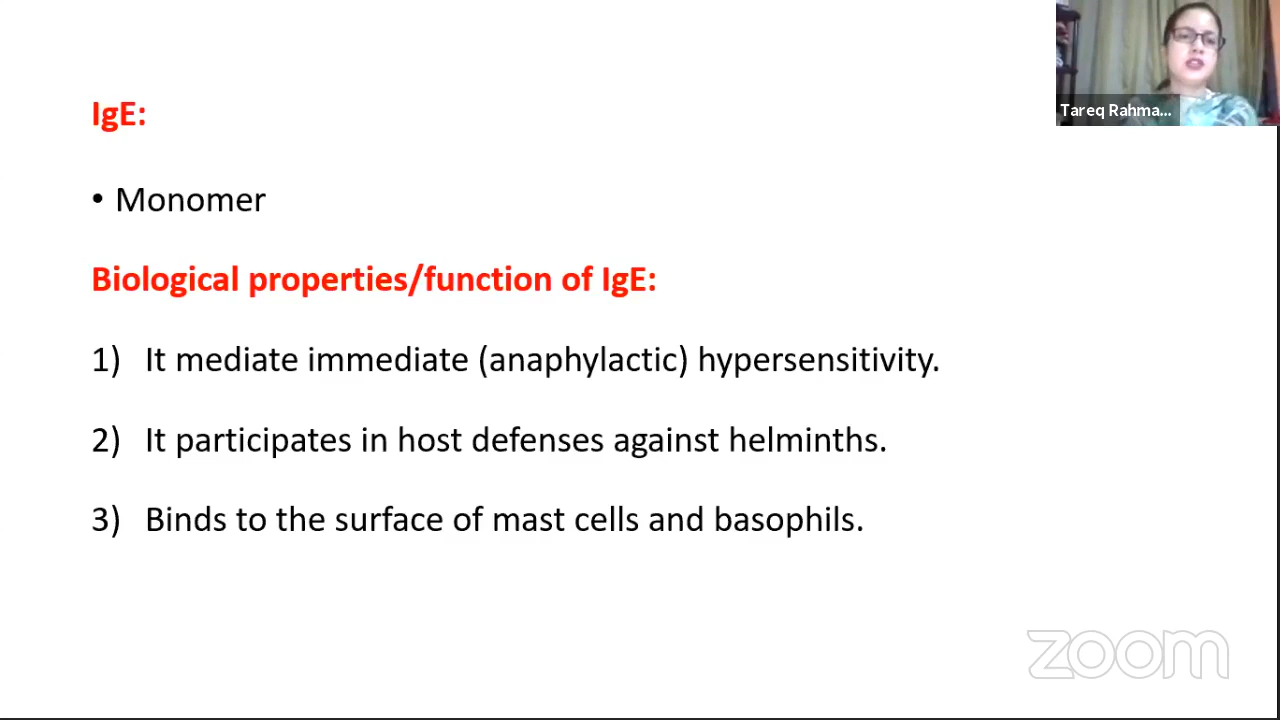 Tareq Rahma...
IgE:
• Monomer
Biological properties/function of IgE:
1) It mediate immediate (anaphylactic) hypersensitivity.
2) It participates in host defenses against helminths.
3) Binds to the surface of mast cells and basophils.
zoom